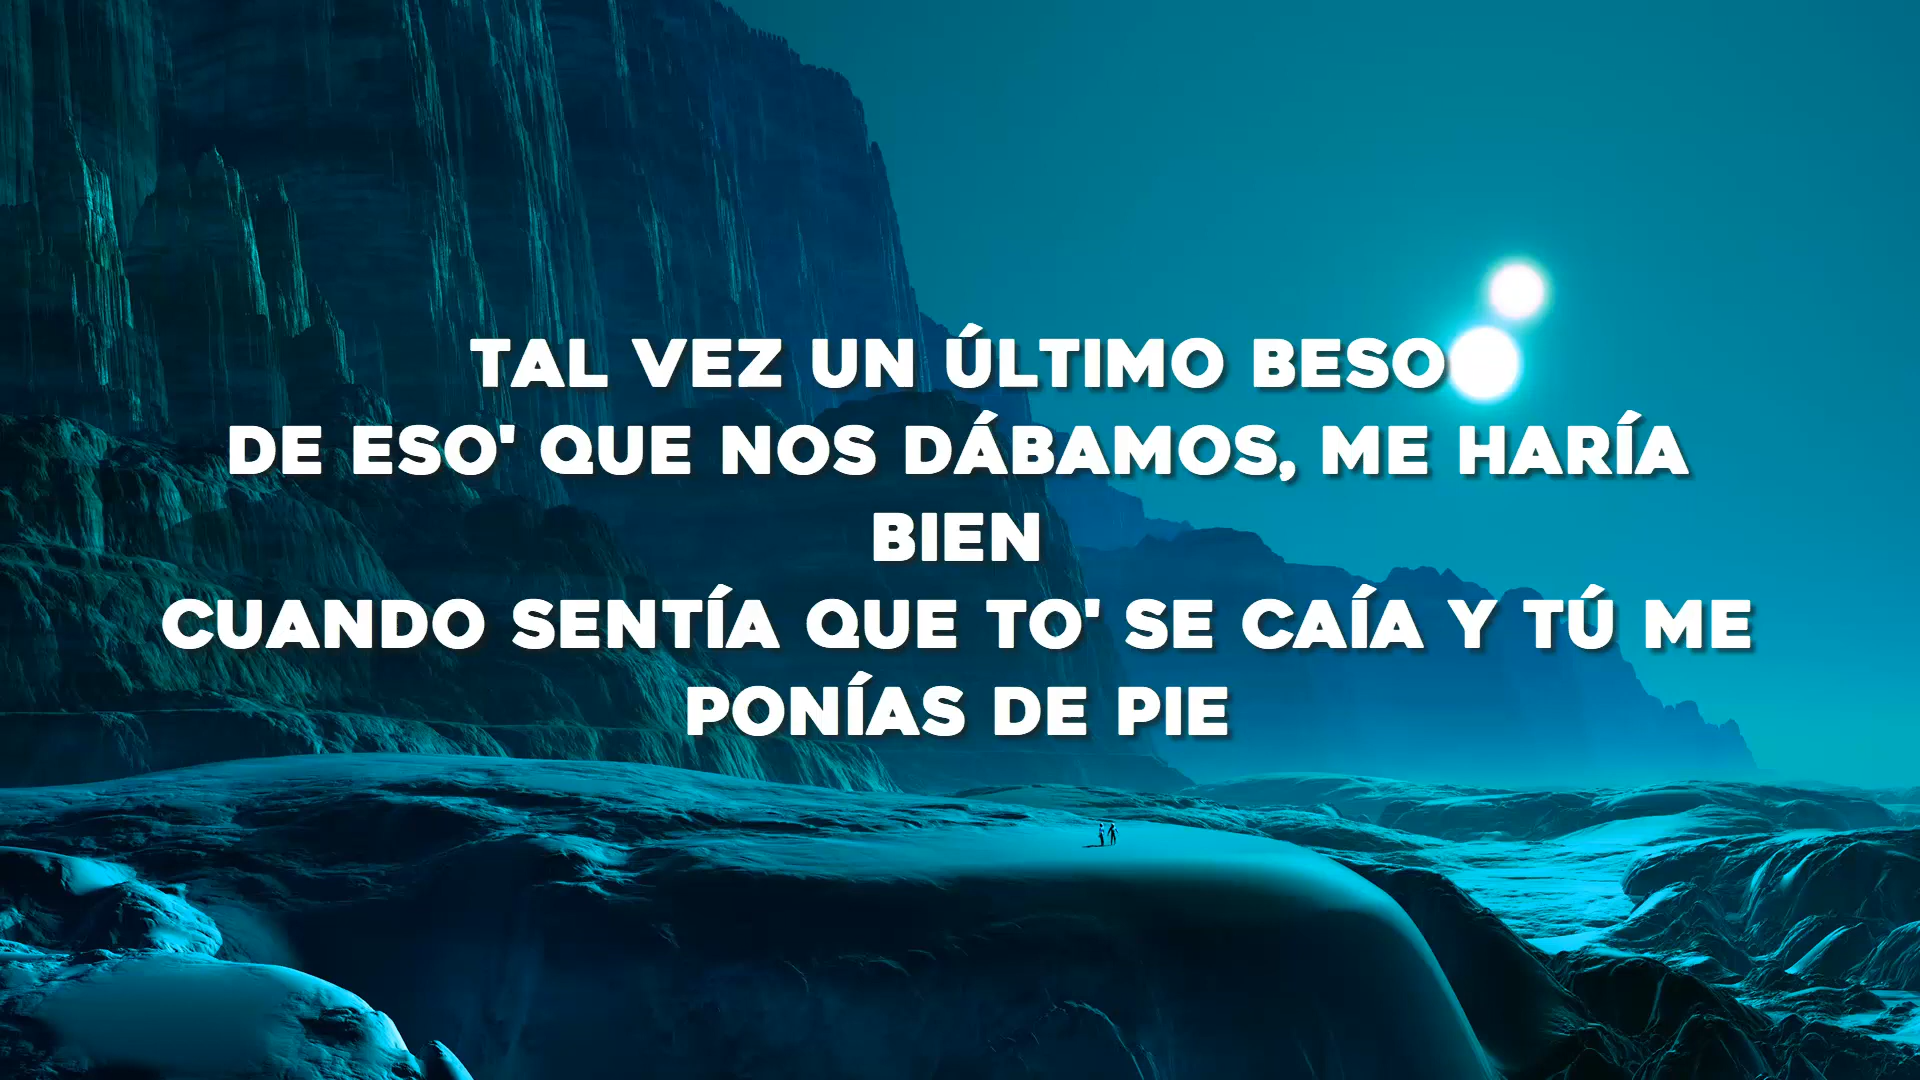 TAL VEZ UN ÚLTIMO BESO
DE ESO' QUE NOS DÁBAMOS, ME HARÍA
BIEN
CUANDO SENTÍA QUE TO' SE CAÍA Y TÚ ME
PONÍAS DE PIE